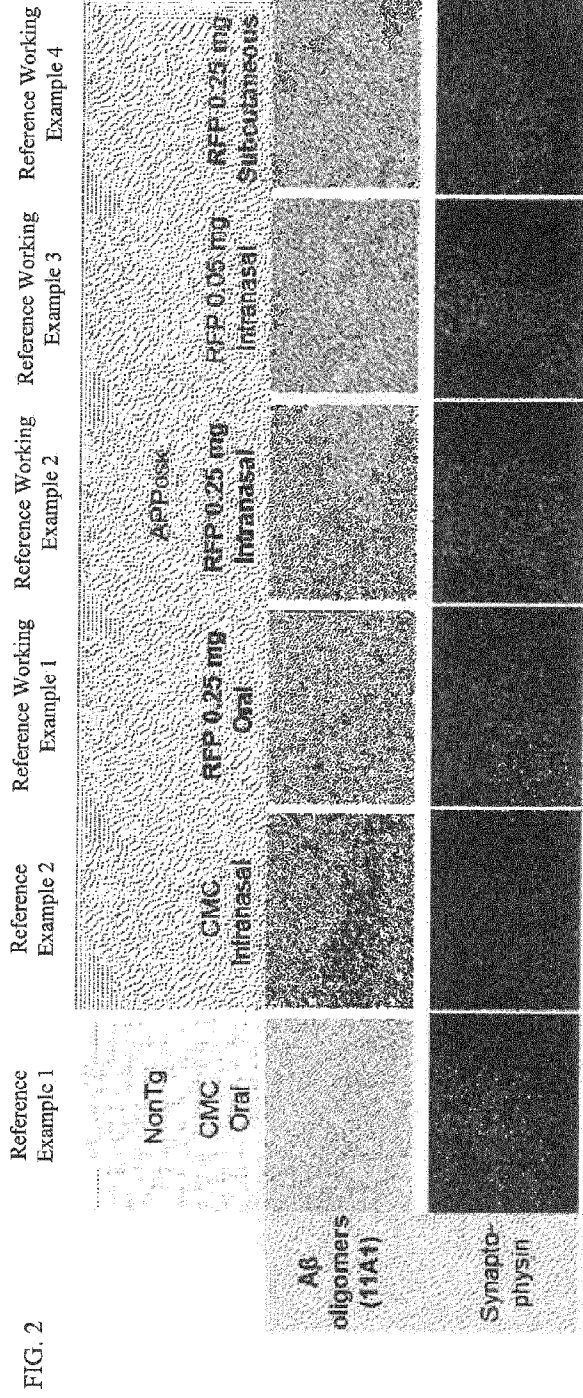 FIG. 2
Reference
Example 1
Reference
Example 2
Reference Working
Example 1
Reference Working
Example 2
Reference Working
Example 3
Reference Working
Example 4
NonTg
APPOSK
CMC
Oral
CMC
Intranasal
RFP 0.25 mg
Oral
RFP 0.25 mg
Intranasal
RFP 0.05 mg
Intranasal
RFP 0.25 mg
Subcutaneous
Aβ
oligomers
(11A1)
Synapto-
physin